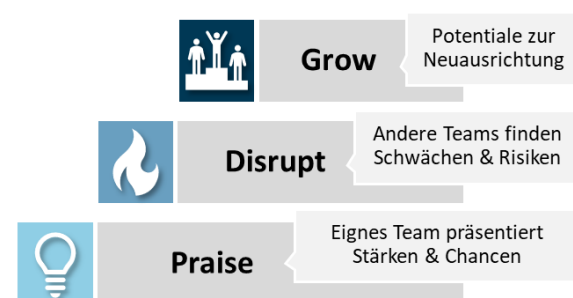 Grow
Potentiale zur
Neuausrichtung
Disrupt
Andere Teams finden
Schwächen & Risiken
Praise
Eignes Team präsentiert
Stärken & Chancen